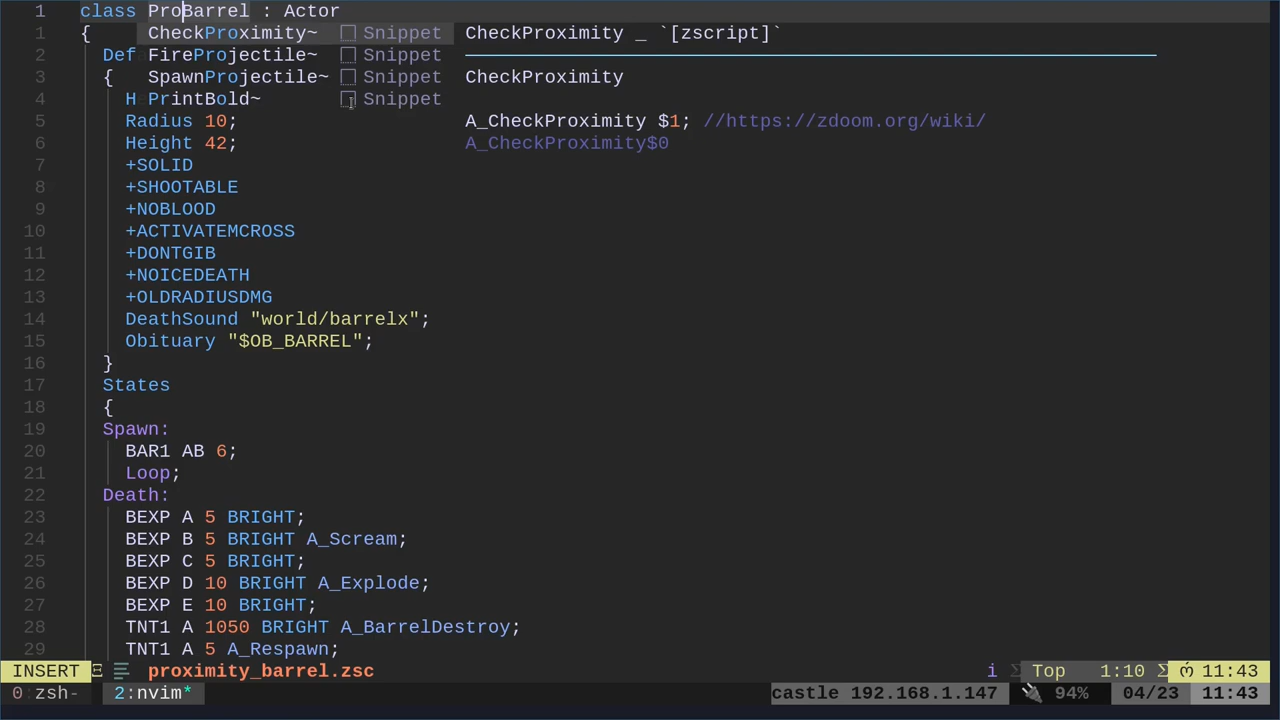 1 class ProBarrel : Actor
1 { CheckProximity~ Snippet CheckProximity _ `[zscript]`
2 Def FireProjectile~ Snippet
3 { SpawnProjectile~ Snippet CheckProximity
4 H PrintBold~ Snippet
5 Radius 10; A_CheckProximity $1; //https://zdoom.org/wiki/
6 Height 42; A_CheckProximity$0
7 +SOLID
8 +SHOOTABLE
9 +NOBLOOD
10 +ACTIVATEMCROSS
11 +DONTGIB
12 +NOICEDEATH
13 +OLDRADIUSDMG
14 DeathSound "world/barrelx";
15 Obituary "$OB_BARREL";
16 }
17 States
18 {
19 Spawn:
20 BAR1 AB 6;
21 Loop;
22 Death:
23 BEXP A 5 BRIGHT;
24 BEXP B 5 BRIGHT A_Scream;
25 BEXP C 5 BRIGHT;
26 BEXP D 10 BRIGHT A_Explode;
27 BEXP E 10 BRIGHT;
28 TNT1 A 1050 BRIGHT A_BarrelDestroy;
29 TNT1 A 5 A_Respawn;
INSERT proximity_barrel.zsc i Top 1:10 11:43
0 zsh- 2:nvim* castle 192.168.1.147 94% 04/23 11:43